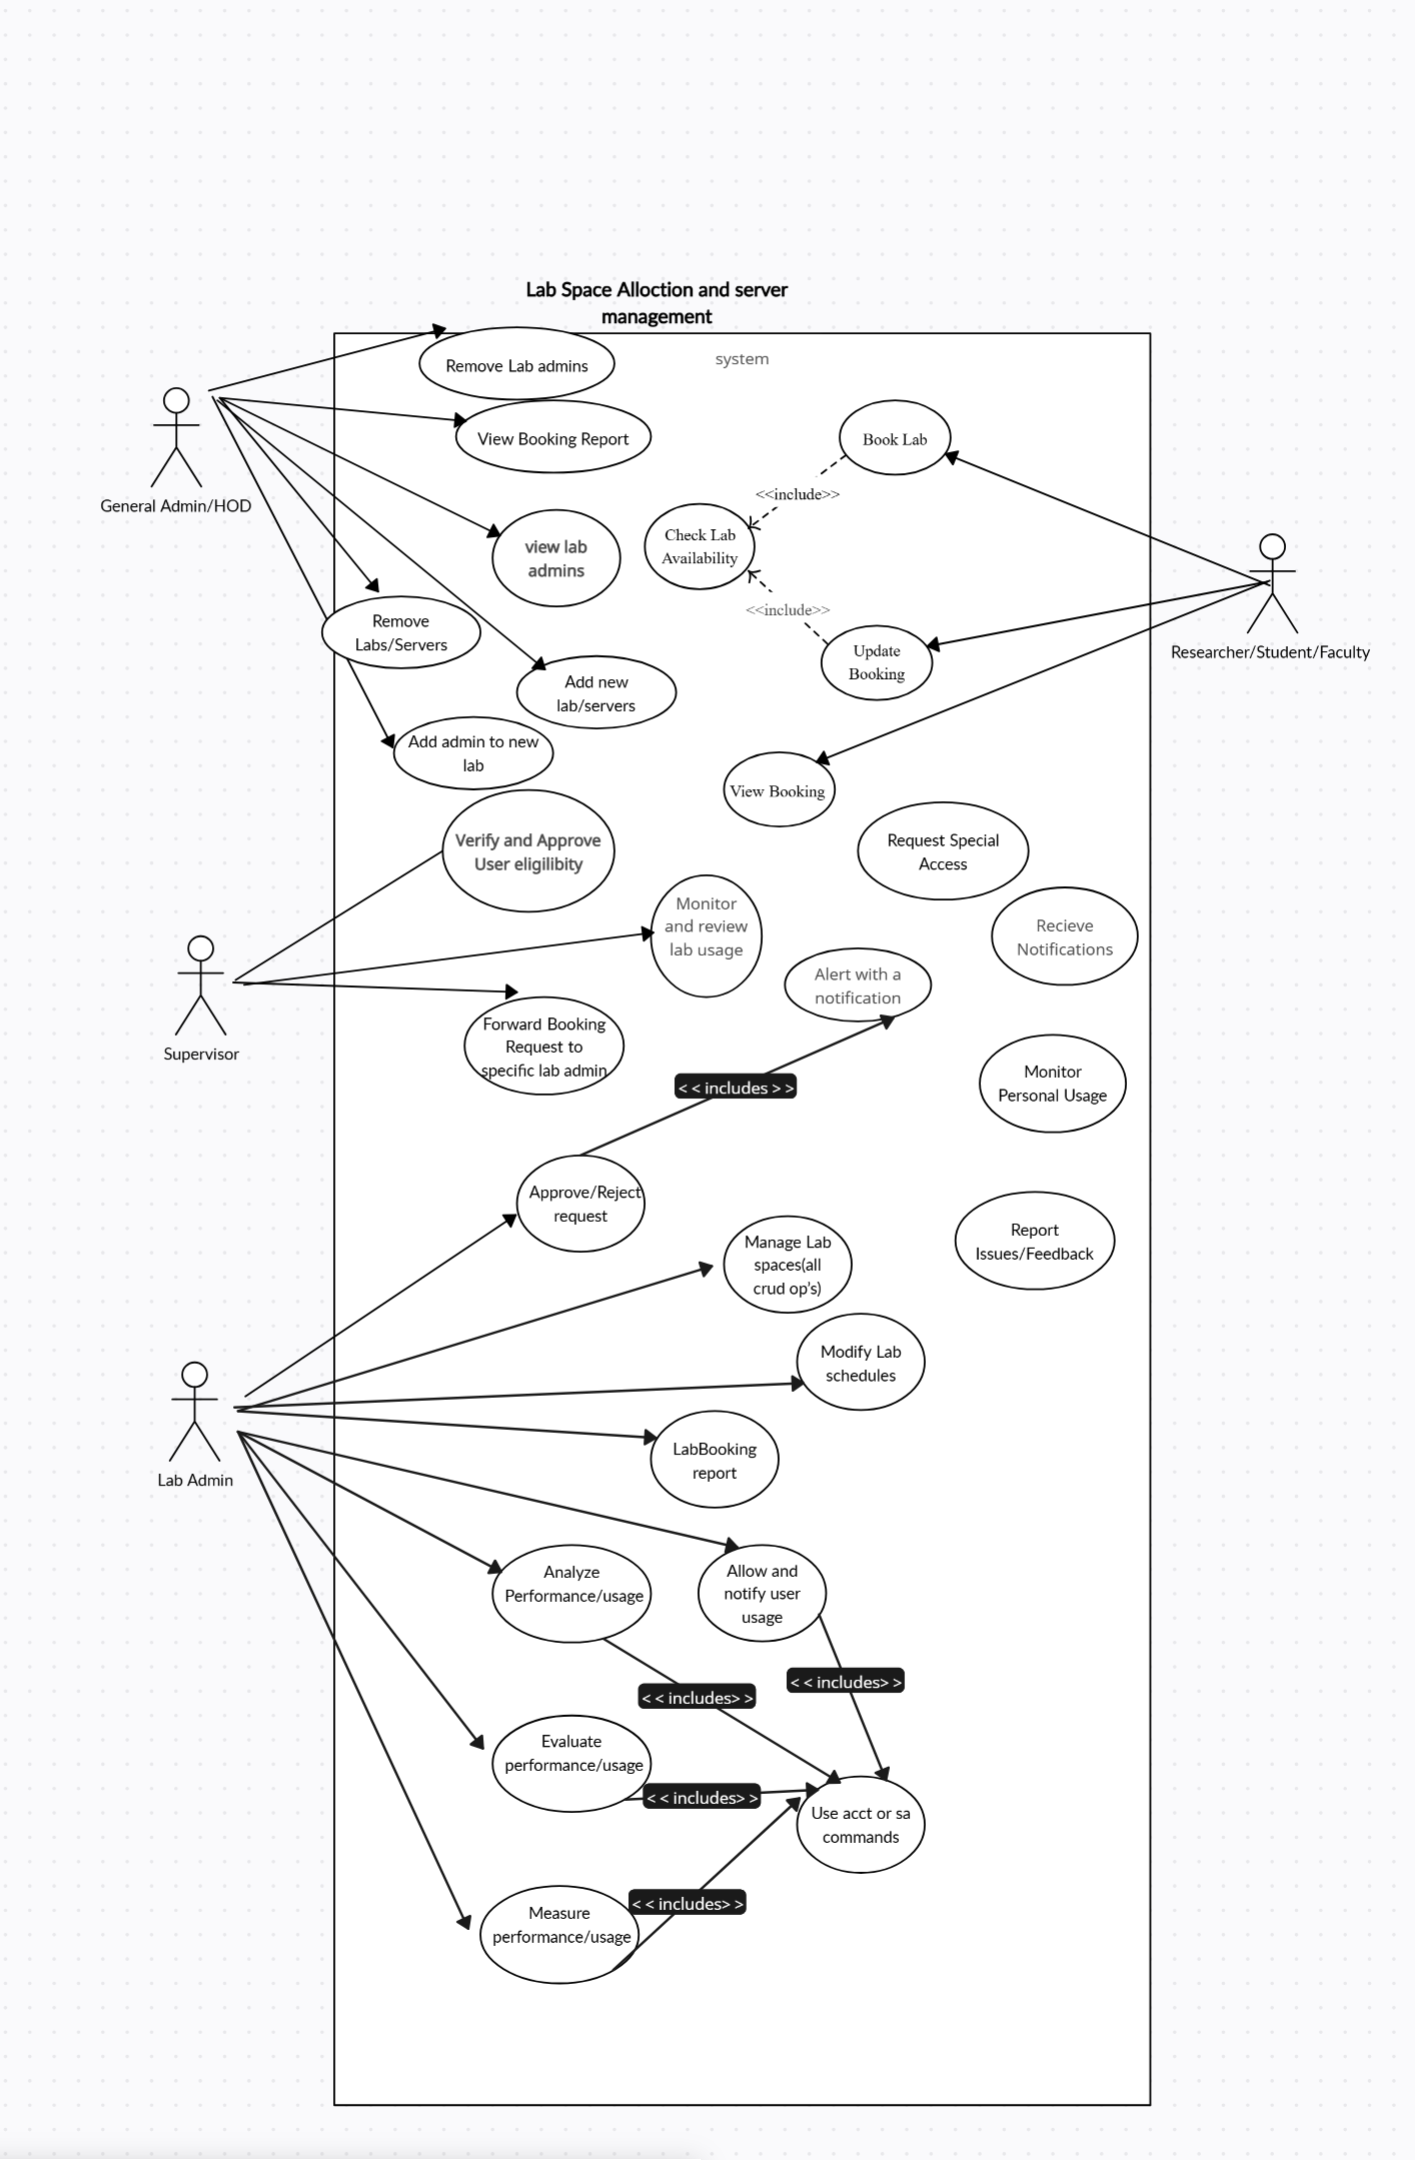 Lab Space Alloction and server
management
system
Remove Lab admins
View Booking Report
Book Lab
<<include>>
General Admin/HOD
Check Lab
Availability
view lab
admins
<<include>>
Remove
Labs/Servers
Update
Booking
Researcher/Student/Faculty
Add new
lab/servers
Add admin to new
lab
View Booking
Verify and Approve
User eligilibity
Request Special
Access
Monitor
and review
lab usage
Recieve
Notifications
Alert with a
notification
Supervisor
Forward Booking
Request to
specific lab admin
Monitor
Personal Usage
< < includes > >
Approve/Reject
request
Manage Lab
spaces(all
crud op's)
Report
Issues/Feedback
Modify Lab
schedules
Lab Admin
LabBooking
report
Analyze
Performance/usage
Allow and
notify user
usage
< < includes> >
< < includes> >
Evaluate
performance/usage
< < includes> >
Use acct or sa
commands
< < includes> >
Measure
performance/usage